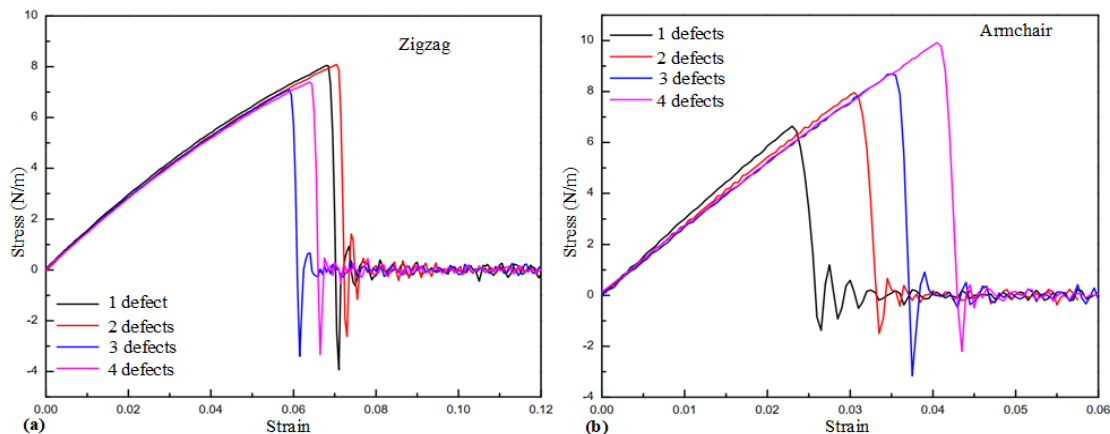 10
8
6
4
2
0
-2
-4
Stress (N/m)
Zigzag
1 defect
2 defects
3 defects
4 defects
0.00 0.02 0.04 0.06 0.08 0.10 0.12
(a) Strain
10
8
6
4
2
0
-2
-4
Stress (N/m)
1 defects
2 defects
3 defects
4 defects
Armchair
0.00 0.01 0.02 0.03 0.04 0.05 0.06
(b) Strain